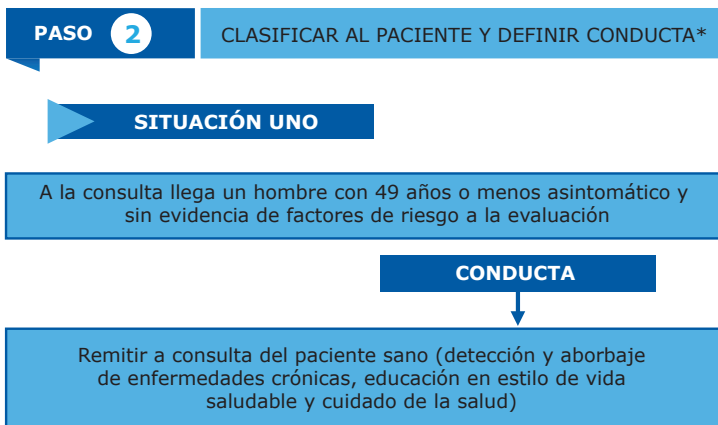 PASO 2 CLASIFICAR AL PACIENTE Y DEFINIR CONDUCTA*
SITUACIÓN UNO
A la consulta llega un hombre con 49 años o menos asintomático y
sin evidencia de factores de riesgo a la evaluación
CONDUCTA
Remitir a consulta del paciente sano (detección y aborbaje
de enfermedades crónicas, educación en estilo de vida
saludable y cuidado de la salud)